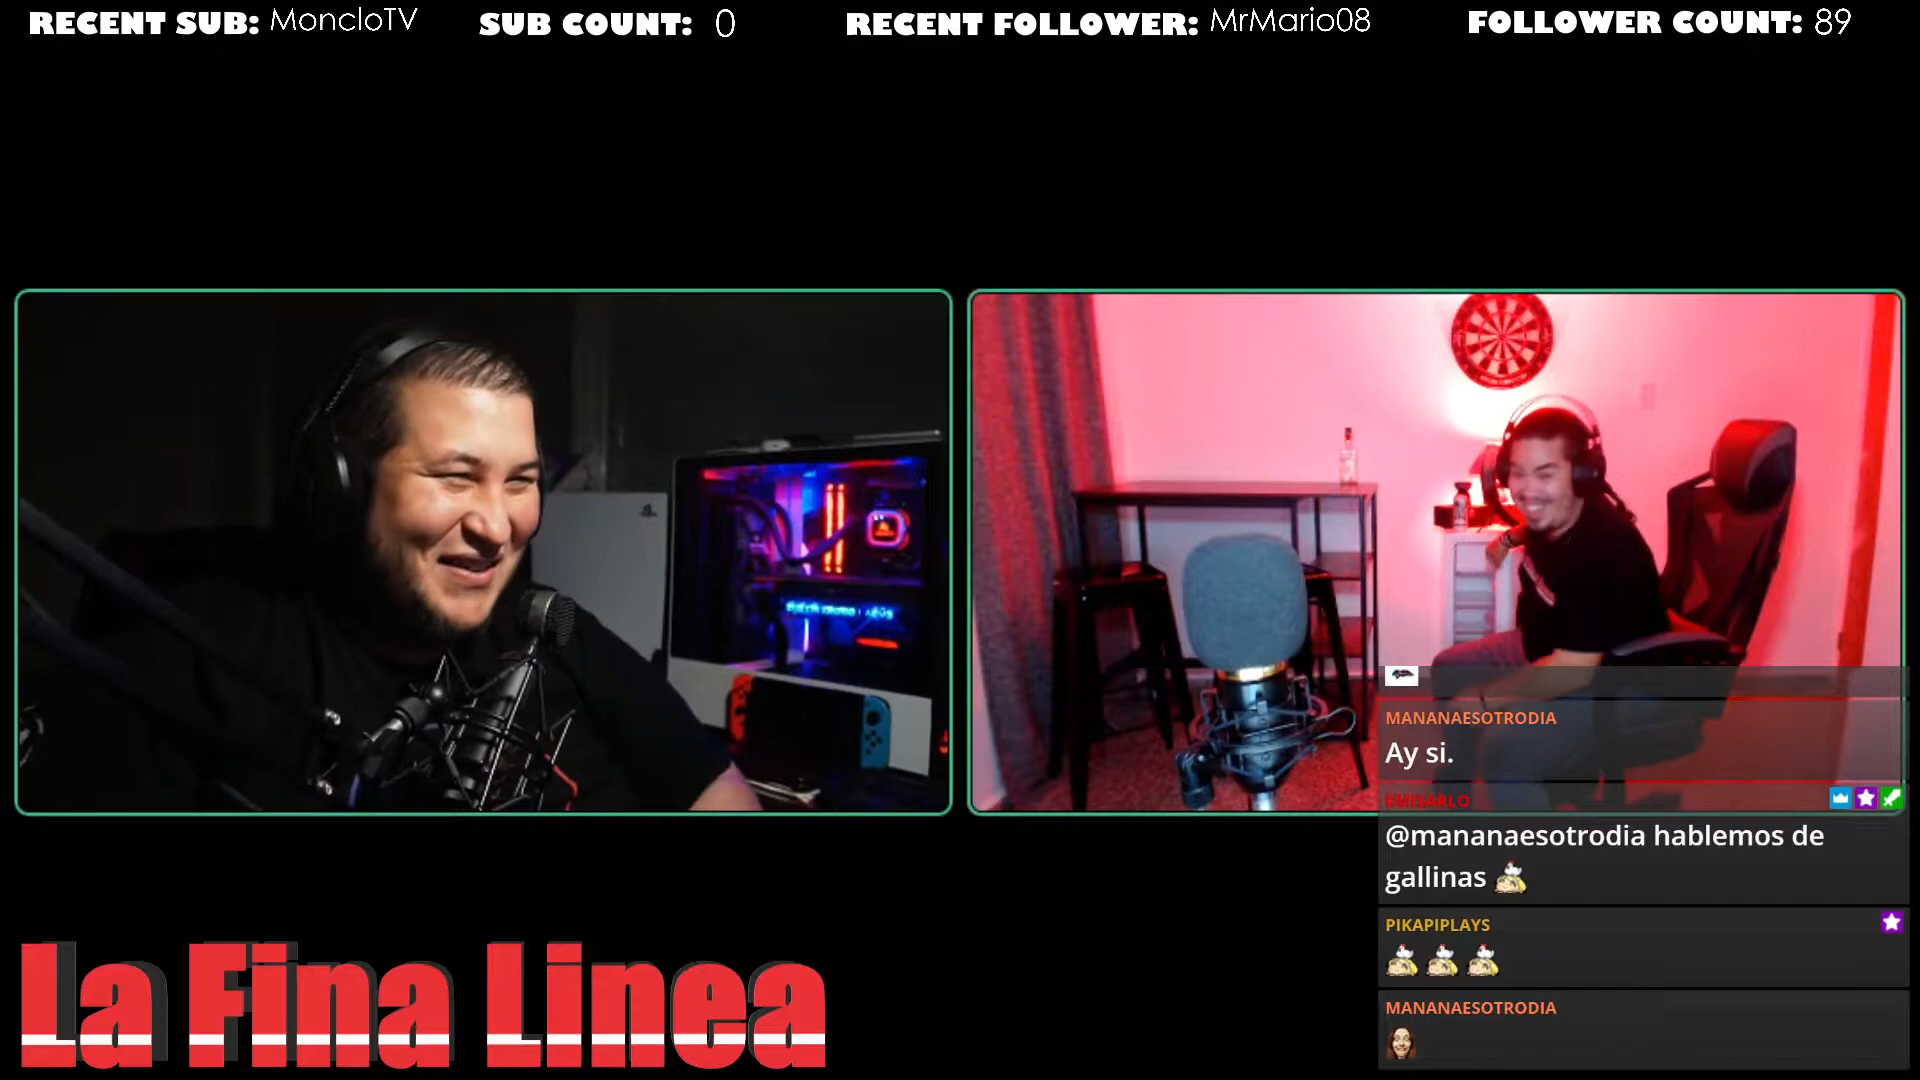 RECENT SUB: MoncloTV
SUB COUNT: 0
RECENT FOLLOWER: MrMario08
FOLLOWER COUNT: 89
MANANAESOTRODIA
Ay si.
EMISARLO
@mananaesotrodia hablemos de
gallinas
PIKAPIPLAYS
MANANAESOTRODIA
La Fina Linea